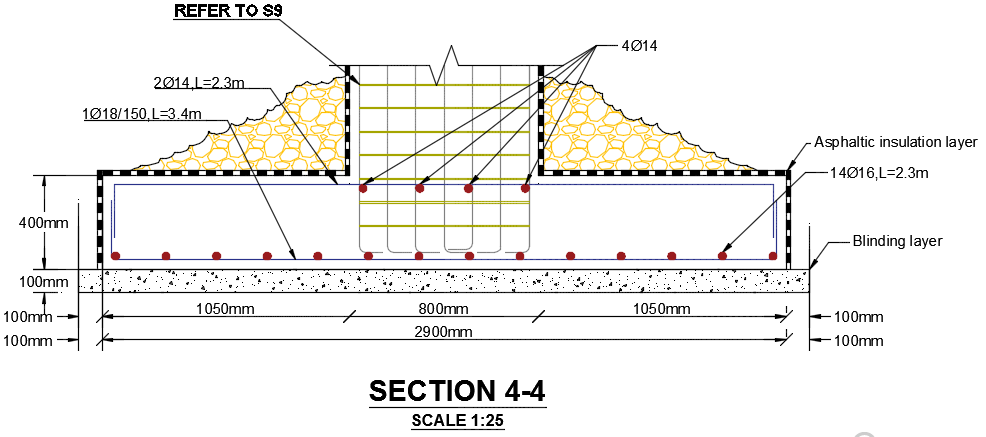 REFER TO S9
4Ø14
2Ø14,L=2.3m
1Ø18/150,L=3.4m
Asphaltic insulation layer
14Ø16,L=2.3m
400mm
Blinding layer
100mm
1050mm
800mm
1050mm
100mm
100mm
2900mm
100mm
100mm
SECTION 4-4
SCALE 1:25